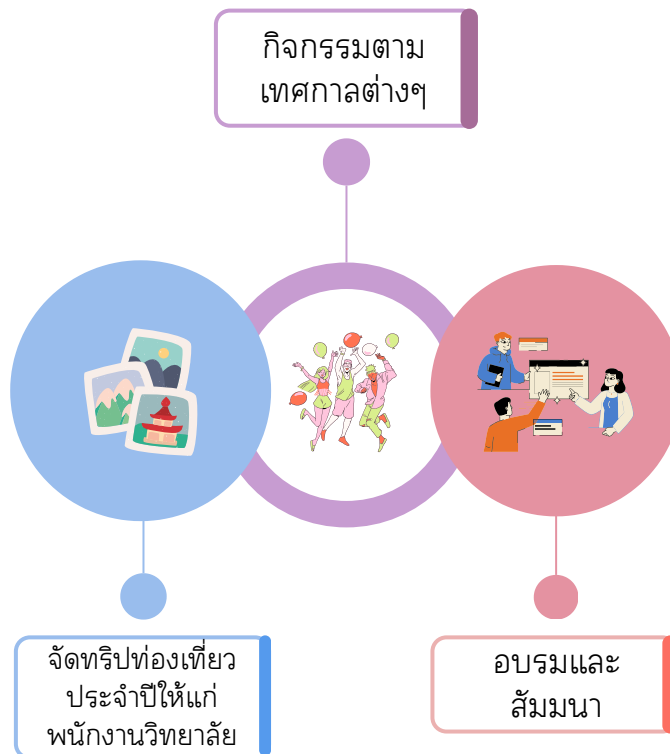 กิจกรรมตาม
เทศกาลต่างๆ
จัดทริปท่องเที่ยว
ประจำปีให้แก่
พนักงานวิทยาลัย
อบรมและ
สัมมนา